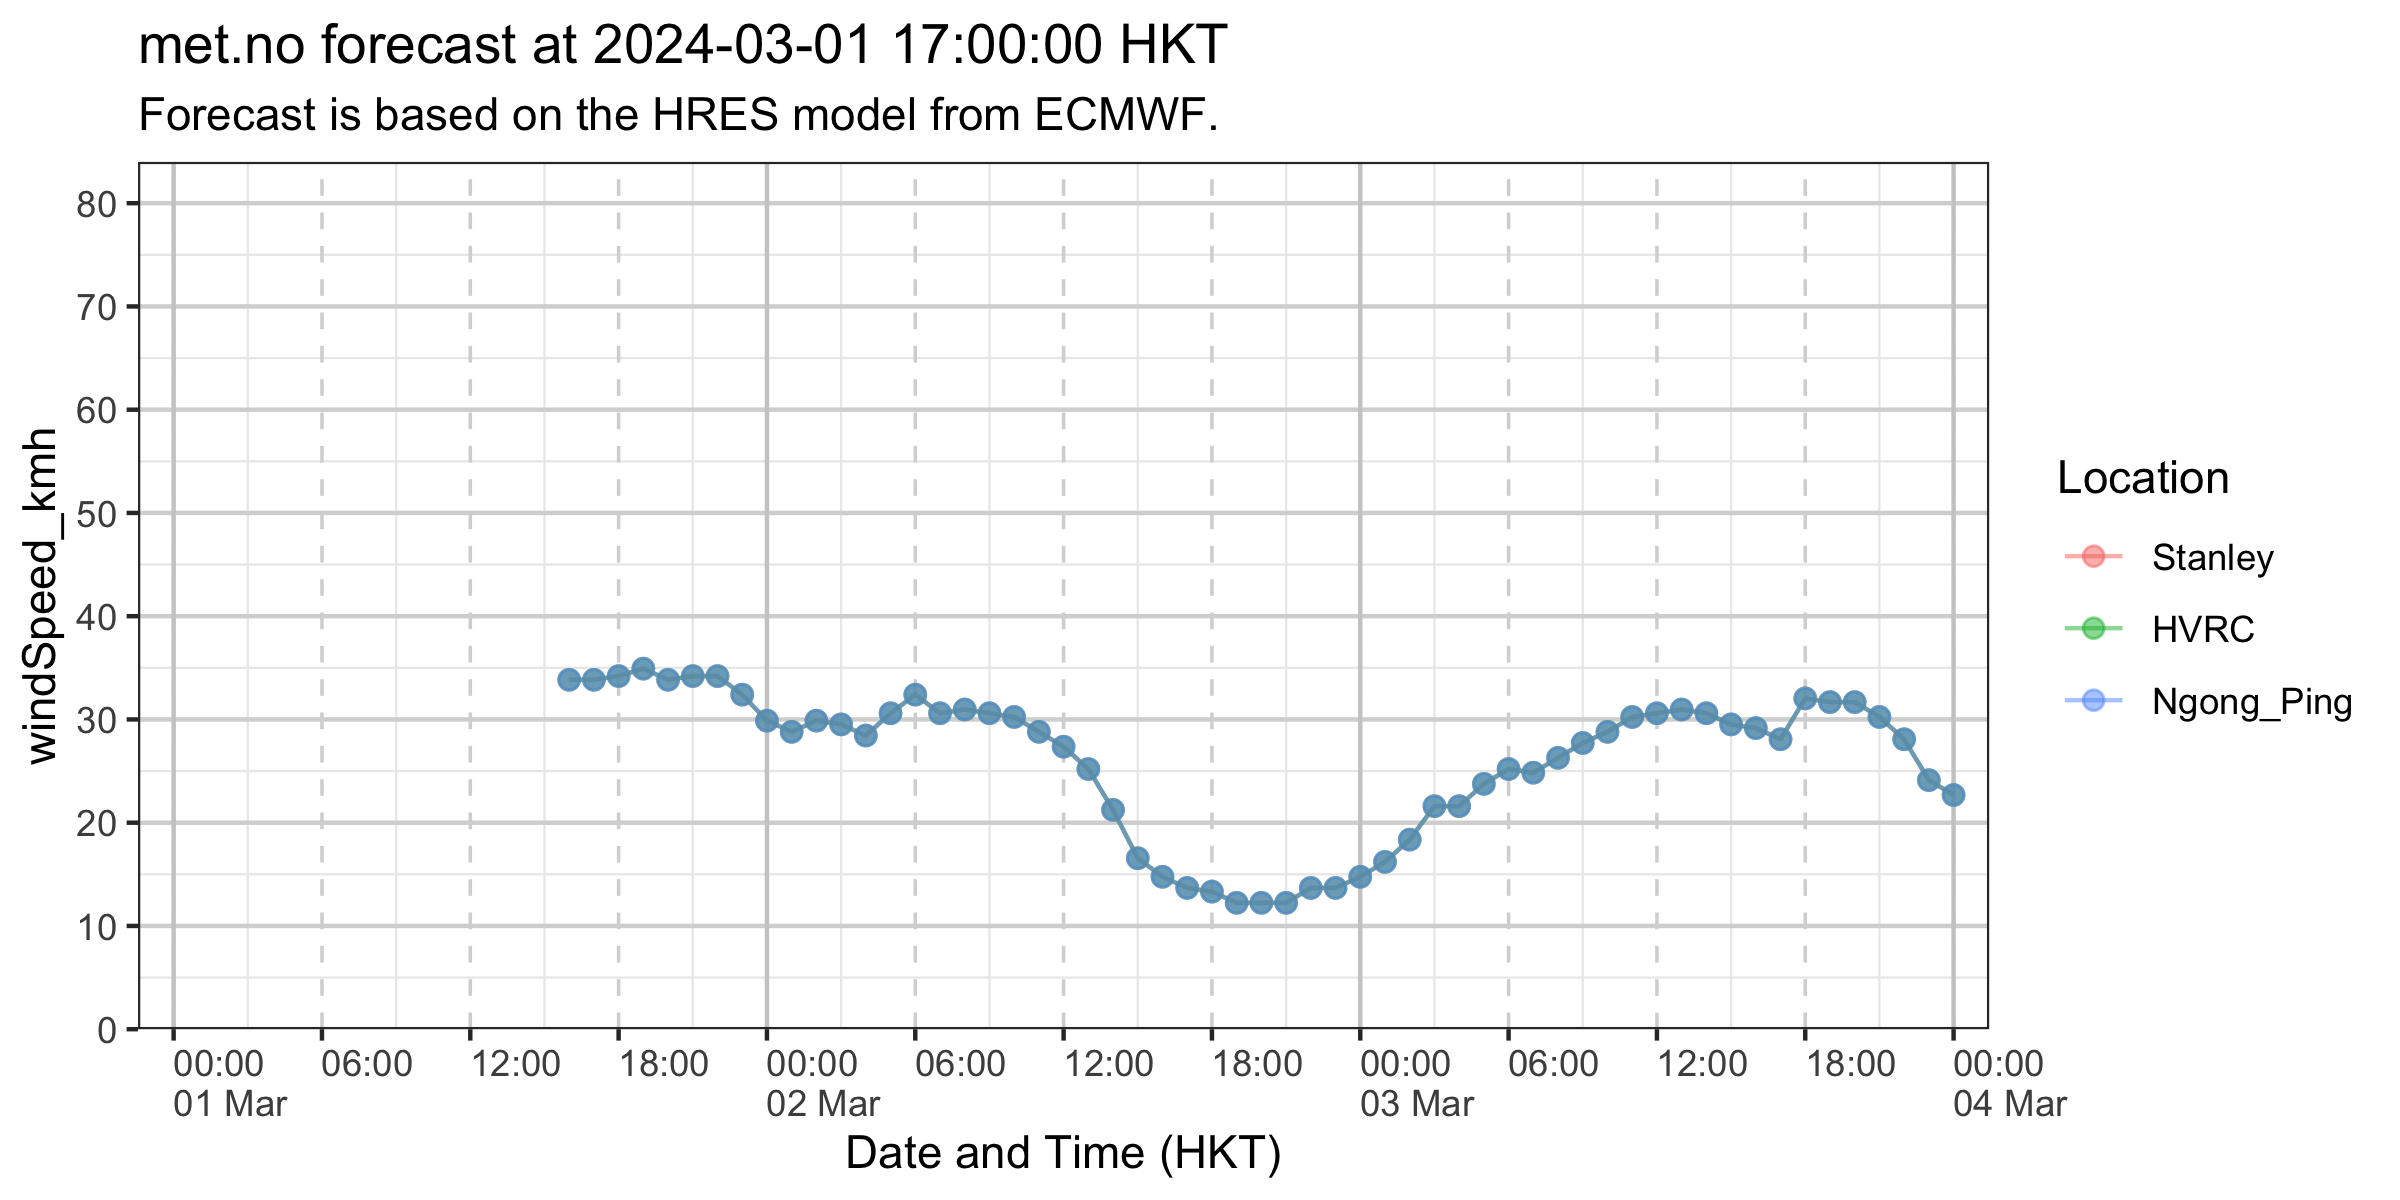 met.no forecast at 2024-03-01 17:00:00 HKT
Forecast is based on the HRES model from ECMWF.
windSpeed_kmh
80
70
60
50
40
30
20
10
0
00:00 06:00 12:00 18:00 00:00 06:00 12:00 18:00 00:00 06:00 12:00 18:00 00:00
01 Mar 02 Mar 03 Mar 04 Mar
Date and Time (HKT)
Location
Stanley
HVRC
Ngong_Ping